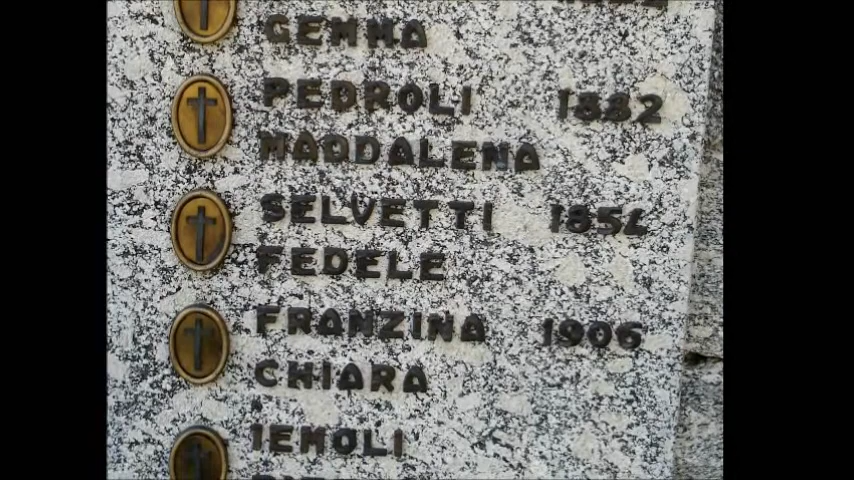 GEMMA
PEDROLI 1882
MADDALENA
SELVETTI 1854
FEDELE
FRANZINA 1906
CHIARA
IEMOLI